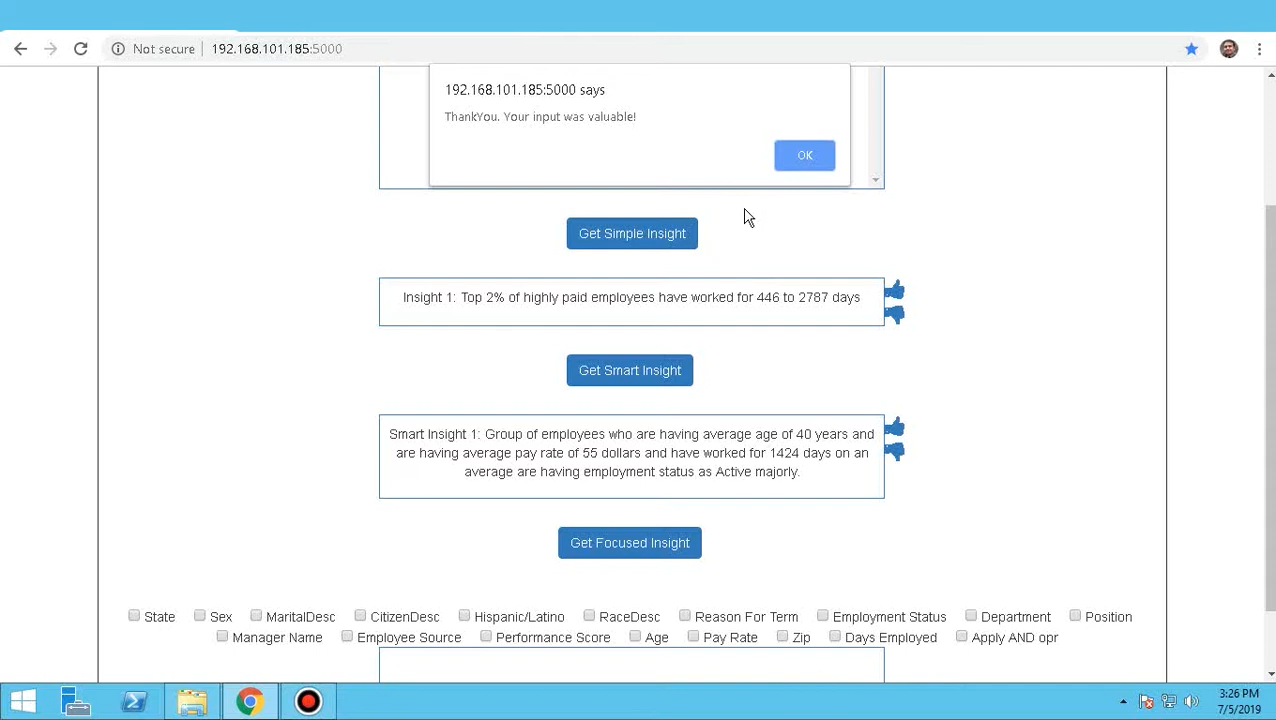 Not secure | 192.168.101.185:5000
192.168.101.185:5000 says
ThankYou. Your input was valuable!
OK
Get Simple Insight
Insight 1: Top 2% of highly paid employees have worked for 446 to 2787 days
Get Smart Insight
Smart Insight 1: Group of employees who are having average age of 40 years and
are having average pay rate of 55 dollars and have worked for 1424 days on an
average are having employment status as Active majorly.
Get Focused Insight
State Sex MaritalDesc CitizenDesc Hispanic/Latino RaceDesc Reason For Term Employment Status Department Position
Manager Name Employee Source Performance Score Age Pay Rate Zip Days Employed Apply AND opr
3:26 PM
7/5/2019